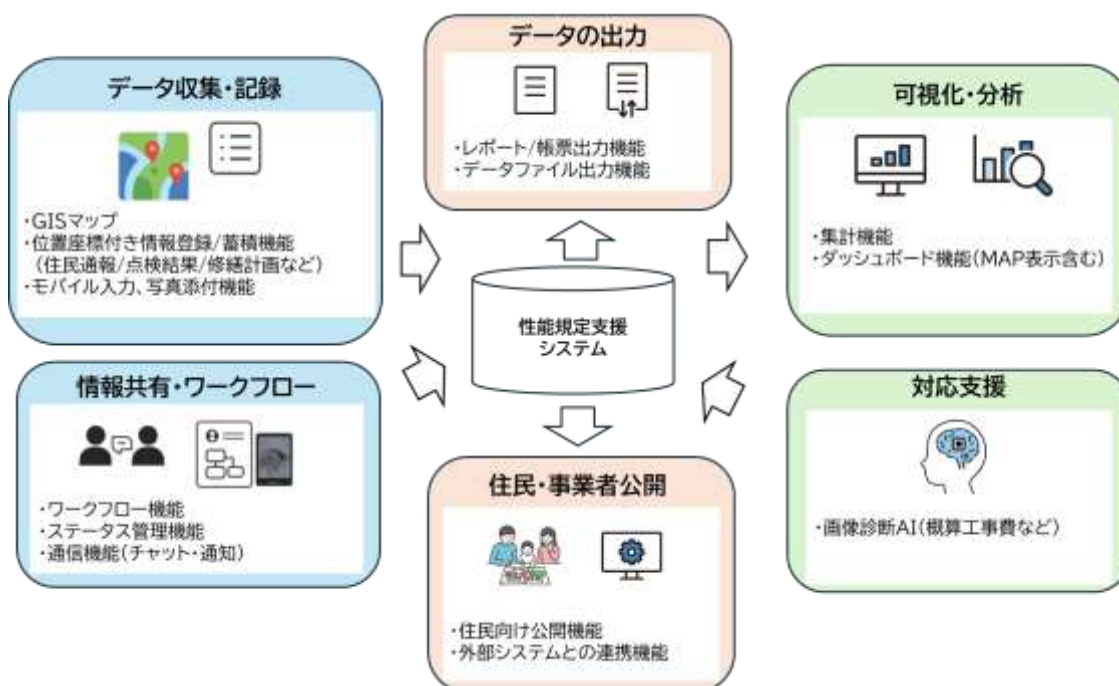 データの出力
・レポート/帳票出力機能
・データファイル出力機能
データ収集・記録
・GISマップ
・位置座標付き情報登録/蓄積機能
（住民通報/点検結果/修繕計画など）
・モバイル入力、写真添付機能
可視化・分析
・集計機能
・ダッシュボード機能（MAP表示含む）
性能規定支援
システム
情報共有・ワークフロー
・ワークフロー機能
・ステータス管理機能
・通信機能（チャット・通知）
住民・事業者公開
・住民向け公開機能
・外部システムとの連携機能
対応支援
・画像診断AI（概算工事費など）